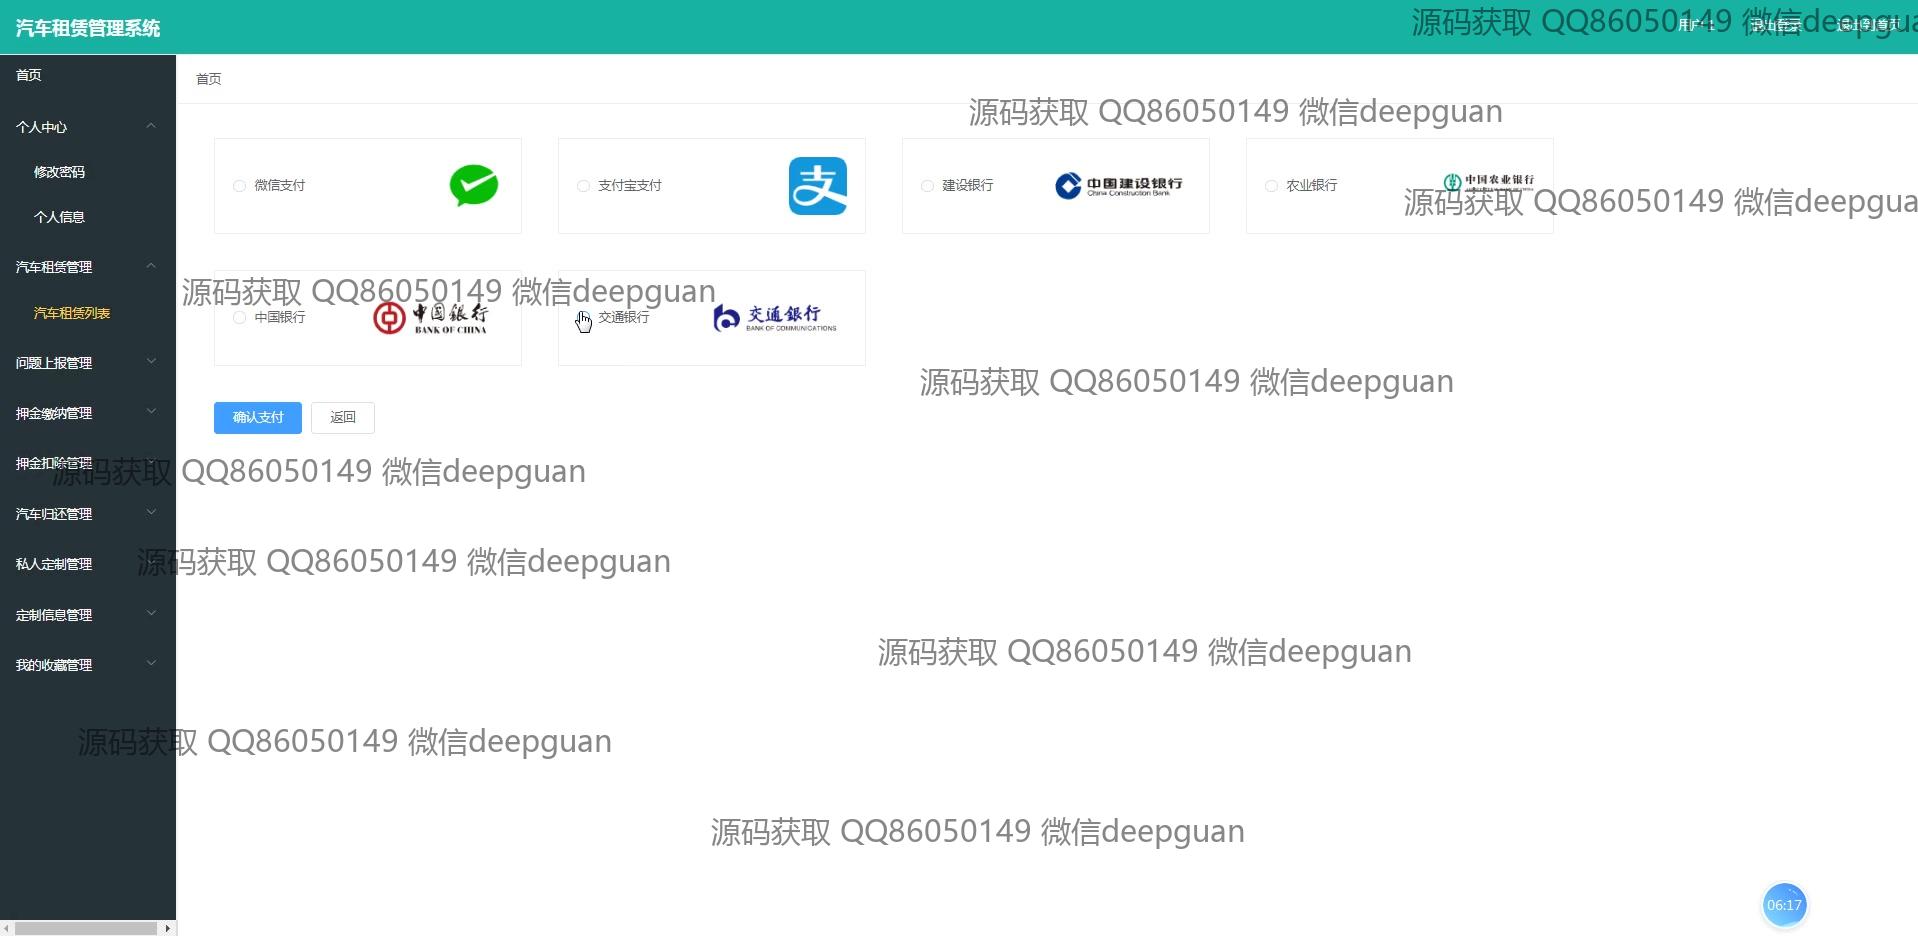 汽车租赁管理系统
源码获取 QQ86050149 微信deepgua
首页
首页
源码获取 QQ86050149 微信deepguan
个人中心
修改密码
个人信息
微信支付
支付宝支付
建设银行
中国建设银行
China Construction Bank
农业银行
中国农业银行
源码获取 QQ86050149 微信deepgua
汽车租赁管理
源码获取 QQ86050149 微信deepguan
汽车租赁列表
中国银行
中国银行
BANK OF CHINA
交通银行
交通銀行
BANK OF COMMUNICATIONS
问题上报管理
源码获取 QQ86050149 微信deepguan
押金缴纳管理
确认支付
返回
押金扣除管理
源码获取 QQ86050149 微信deepguan
汽车归还管理
私人定制管理
源码获取 QQ86050149 微信deepguan
定制信息管理
源码获取 QQ86050149 微信deepguan
我的收藏管理
源码获取 QQ86050149 微信deepguan
源码获取 QQ86050149 微信deepguan
06:17